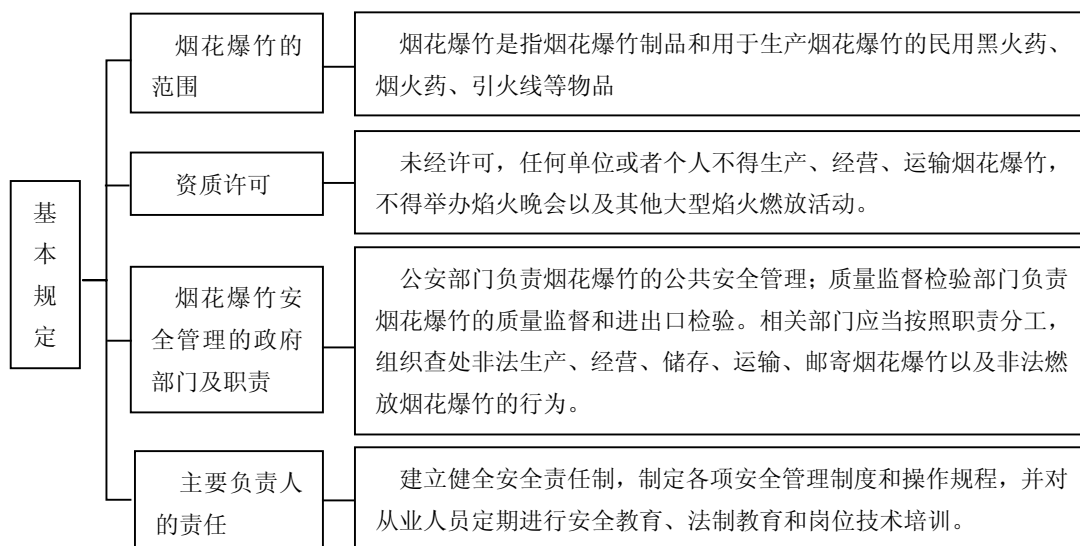 基
本
规
定
烟花爆竹的
范围
烟花爆竹是指烟花爆竹制品和用于生产烟花爆竹的民用黑火药、
烟火药、引火线等物品
资质许可
未经许可，任何单位或者个人不得生产、经营、运输烟花爆竹，
不得举办焰火晚会以及其他大型焰火燃放活动。
烟花爆竹安
全管理的政府
部门及职责
公安部门负责烟花爆竹的公共安全管理；质量监督检验部门负责
烟花爆竹的质量监督和进出口检验。相关部门应当按照职责分工，
组织查处非法生产、经营、储存、运输、邮寄烟花爆竹以及非法燃
放烟花爆竹的行为。
主要负责人
的责任
建立健全安全责任制，制定各项安全管理制度和操作规程，并对
从业人员定期进行安全教育、法制教育和岗位技术培训。